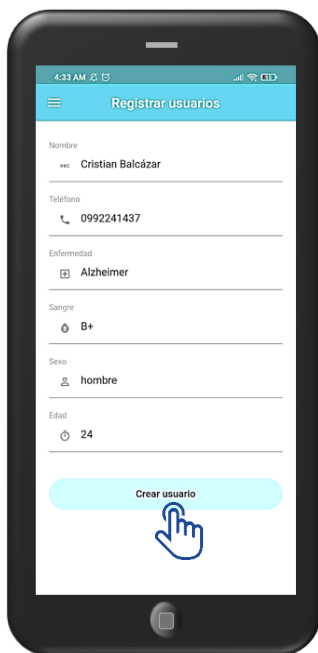 4:33 AM
Registrar usuarios
Nombre
Cristian Balcázar
Teléfono
0992241437
Enfermedad
Alzheimer
Sangre
B+
Sexo
hombre
Edad
24
Crear usuario